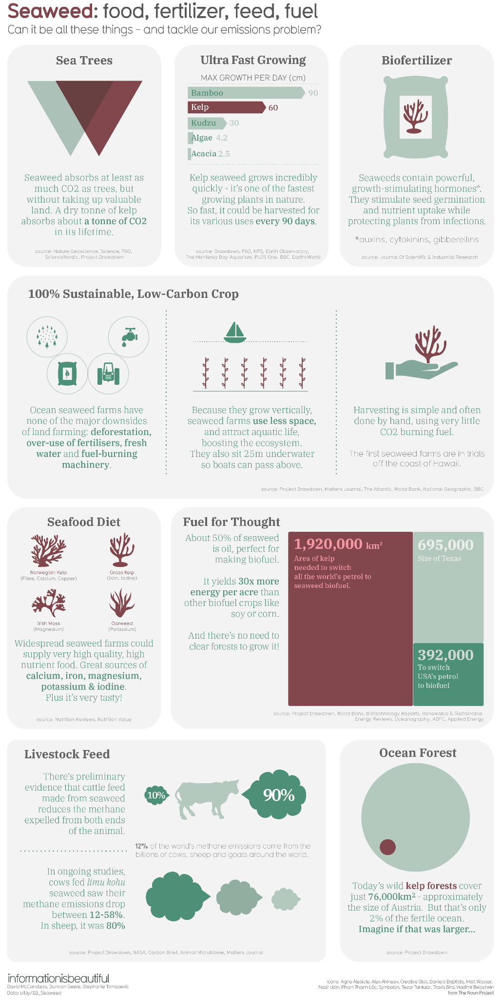 Seaweed: food, fertilizer, feed, fuel
Can it be all these things – and tackle our emissions problem?
Sea Trees
Seaweed absorbs at least as
much CO2 as trees, but
without taking up valuable
land. A dry tonne of kelp
absorbs about a tonne of CO2
in its lifetime.
source: Nature Geoscience, Science, FAO,
ScienceNordic, Project Drawdown
Ultra Fast Growing
MAX GROWTH PER DAY (cm)
Bamboo 90
Kelp 60
Kudzu 30
Algae 4.2
Acacia 2.5
Kelp seaweed grows incredibly
quickly - it's one of the fastest
growing plants in nature.
So fast, it could be harvested for
its various uses every 90 days.
source: Drawdown, FAO, NPS, Earth Observatory,
The Monterey Bay Aquarium, PLOS One, BBC, EarthnWorld
Biofertilizer
Seaweeds contain powerful,
growth-stimulating hormones*.
They stimulate seed germination
and nutrient uptake while
protecting plants from infections.
*auxins, cytokinins, gibberellins
source: Journal Of Scientific & Industrial Research
100% Sustainable, Low-Carbon Crop
Ocean seaweed farms have
none of the major downsides
of land farming: deforestation,
over-use of fertilisers, fresh
water and fuel-burning
machinery.
Because they grow vertically,
seaweed farms use less space,
and attract aquatic life,
boosting the ecosystem.
They also sit 25m underwater
so boats can pass above.
Harvesting is simple and often
done by hand, using very little
CO2 burning fuel.
The first seaweed farms are in trials
off the coast of Hawaii.
source: Project Drawdown, Matters Journal, The Atlantic, World Bank, National Geographic, BBC
Seafood Diet
Norwegian Kelp
(Fibre, Calcium, Copper)
Grass Kelp
(Iron, Iodine)
Irish Moss
(Magnesium)
Oarweed
(Potassium)
Widespread seaweed farms could
supply very high quality, high
nutrient food. Great sources of
calcium, iron, magnesium,
potassium & iodine.
Plus it's very tasty!
source: Nutrition Reviews, Nutrition Value
Fuel for Thought
About 50% of seaweed
is oil, perfect for
making biofuel.
It yields 30x more
energy per acre than
other biofuel crops like
soy or corn.
And there's no need to
clear forests to grow it!
1,920,000 km²
Area of kelp
needed to switch
all the world's petrol to
seaweed biofuel.
695,000
Size of Texas
392,000
To switch
USA's petrol
to biofuel
source: Project Drawdown, World Bank, Biotechnology Reports, Renewable & Sustainable
Energy Reviews, Oceanography, ADFC, Applied Energy
Livestock Feed
There's preliminary
evidence that cattle feed
made from seaweed
reduces the methane
expelled from both ends
of the animal.
10%
90%
12% of the world's methane emissions come from the
billions of cows, sheep and goats around the world.
In ongoing studies,
cows fed limu kohu
seaweed saw their
methane emissions drop
between 12-58%.
In sheep, it was 80%
source: Project Drawdown, NASA, Carbon Brief, Animal Microbiome, Matters Journal
Ocean Forest
Today's wild kelp forests cover
just 76,000km² - approximately
the size of Austria. But that's only
2% of the fertile ocean.
Imagine if that was larger...
source: Project Drawdown
informationisbeautiful
David McCandless, Duncan Geere, Stephanie Tomasevic
Data: bit.ly/IIB_Seaweed
icons: Agne Alesiute, Alex Ahineev, Creative Stall, Daniela Baptista, Matt Wasser,
Nasir Udin, Pham Thanh Lôc, Symbolon, Tezar Tantular, Travis Bird, Vladimir Belochkin
from The Noun Project